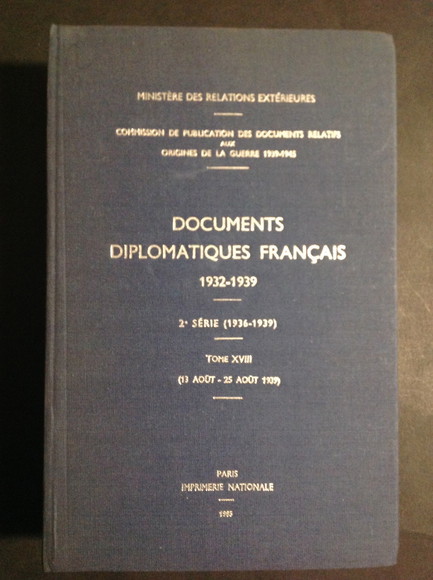 MINISTÈRE DES RELATIONS EXTÉRIEURES
COMMISSION DE PUBLICATION DES DOCUMENTS RELATIFS
AUX
ORIGINES DE LA GUERRE 1939-1945
DOCUMENTS
DIPLOMATIQUES FRANÇAIS
1932-1939
2e SÉRIE (1936-1939)
TOME XVIII
(13 AOÛT - 25 AOÛT 1939)
PARIS
IMPRIMERIE NATIONALE